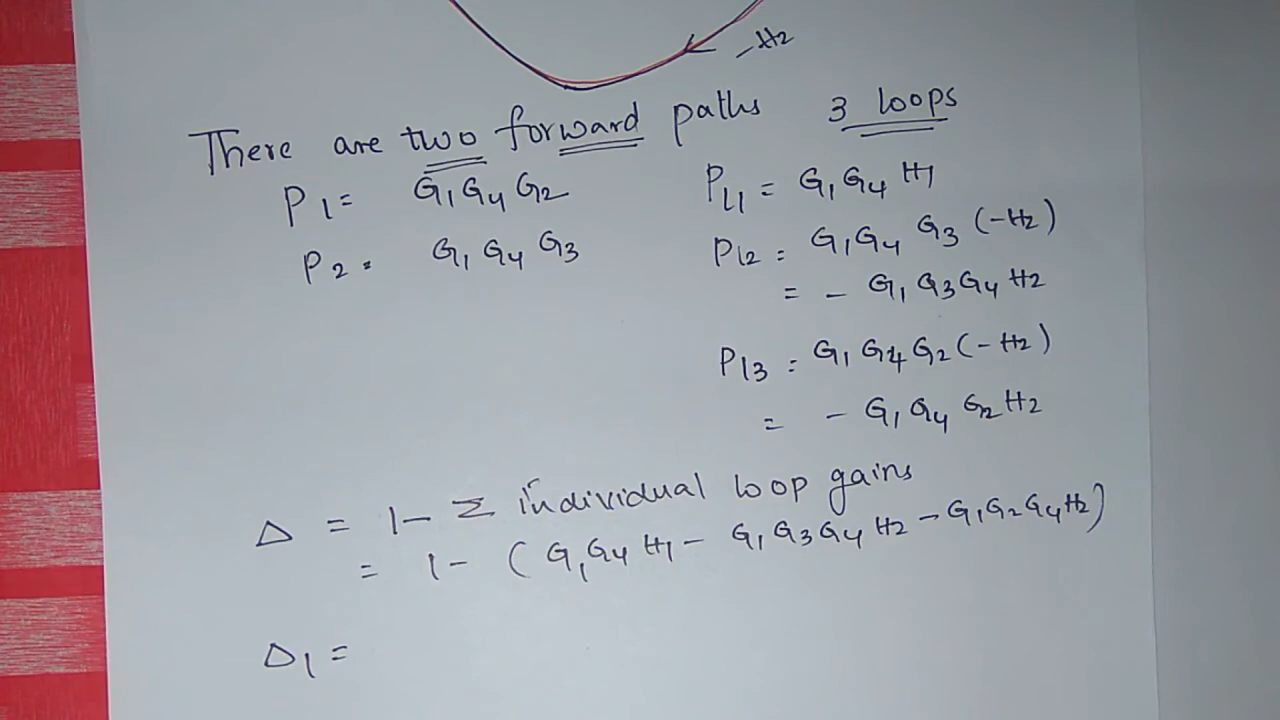 -H2
There are two forward paths 3 loops
P1 = G1G4G2 PL1 = G1G4H1
P2 = G1G4G3 Pl2 = G1G4G3(-H2)
= - G1G3G4H2
Pl3 = G1G4G2(-H2)
= - G1G4G2H2
Δ = 1- Σ individual loop gains
= 1- (G1G4H1 - G1G3G4H2 - G1G2G4H2)
Δ1 =